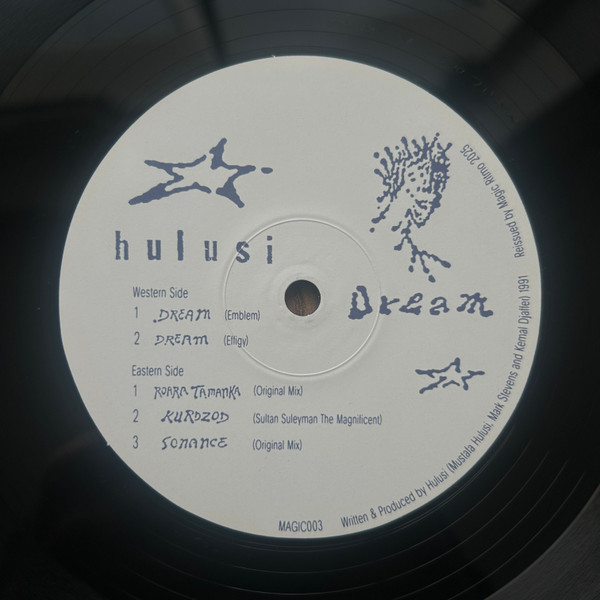 hulusi
Dream
Western Side
1 DREAM (Emblem)
2 DREAM (Effigy)
Eastern Side
1 ROARA TAMANKA (Original Mix)
2 KURDZOD (Sultan Suleyman The Magnificent)
3 SONANCE (Original Mix)
MAGIC003
Written & Produced by Hulusi (Mustafa Hulusi, Mark Stevens and Kemal Djaffer) 1991
Reissued by Magic Ritmo 2025